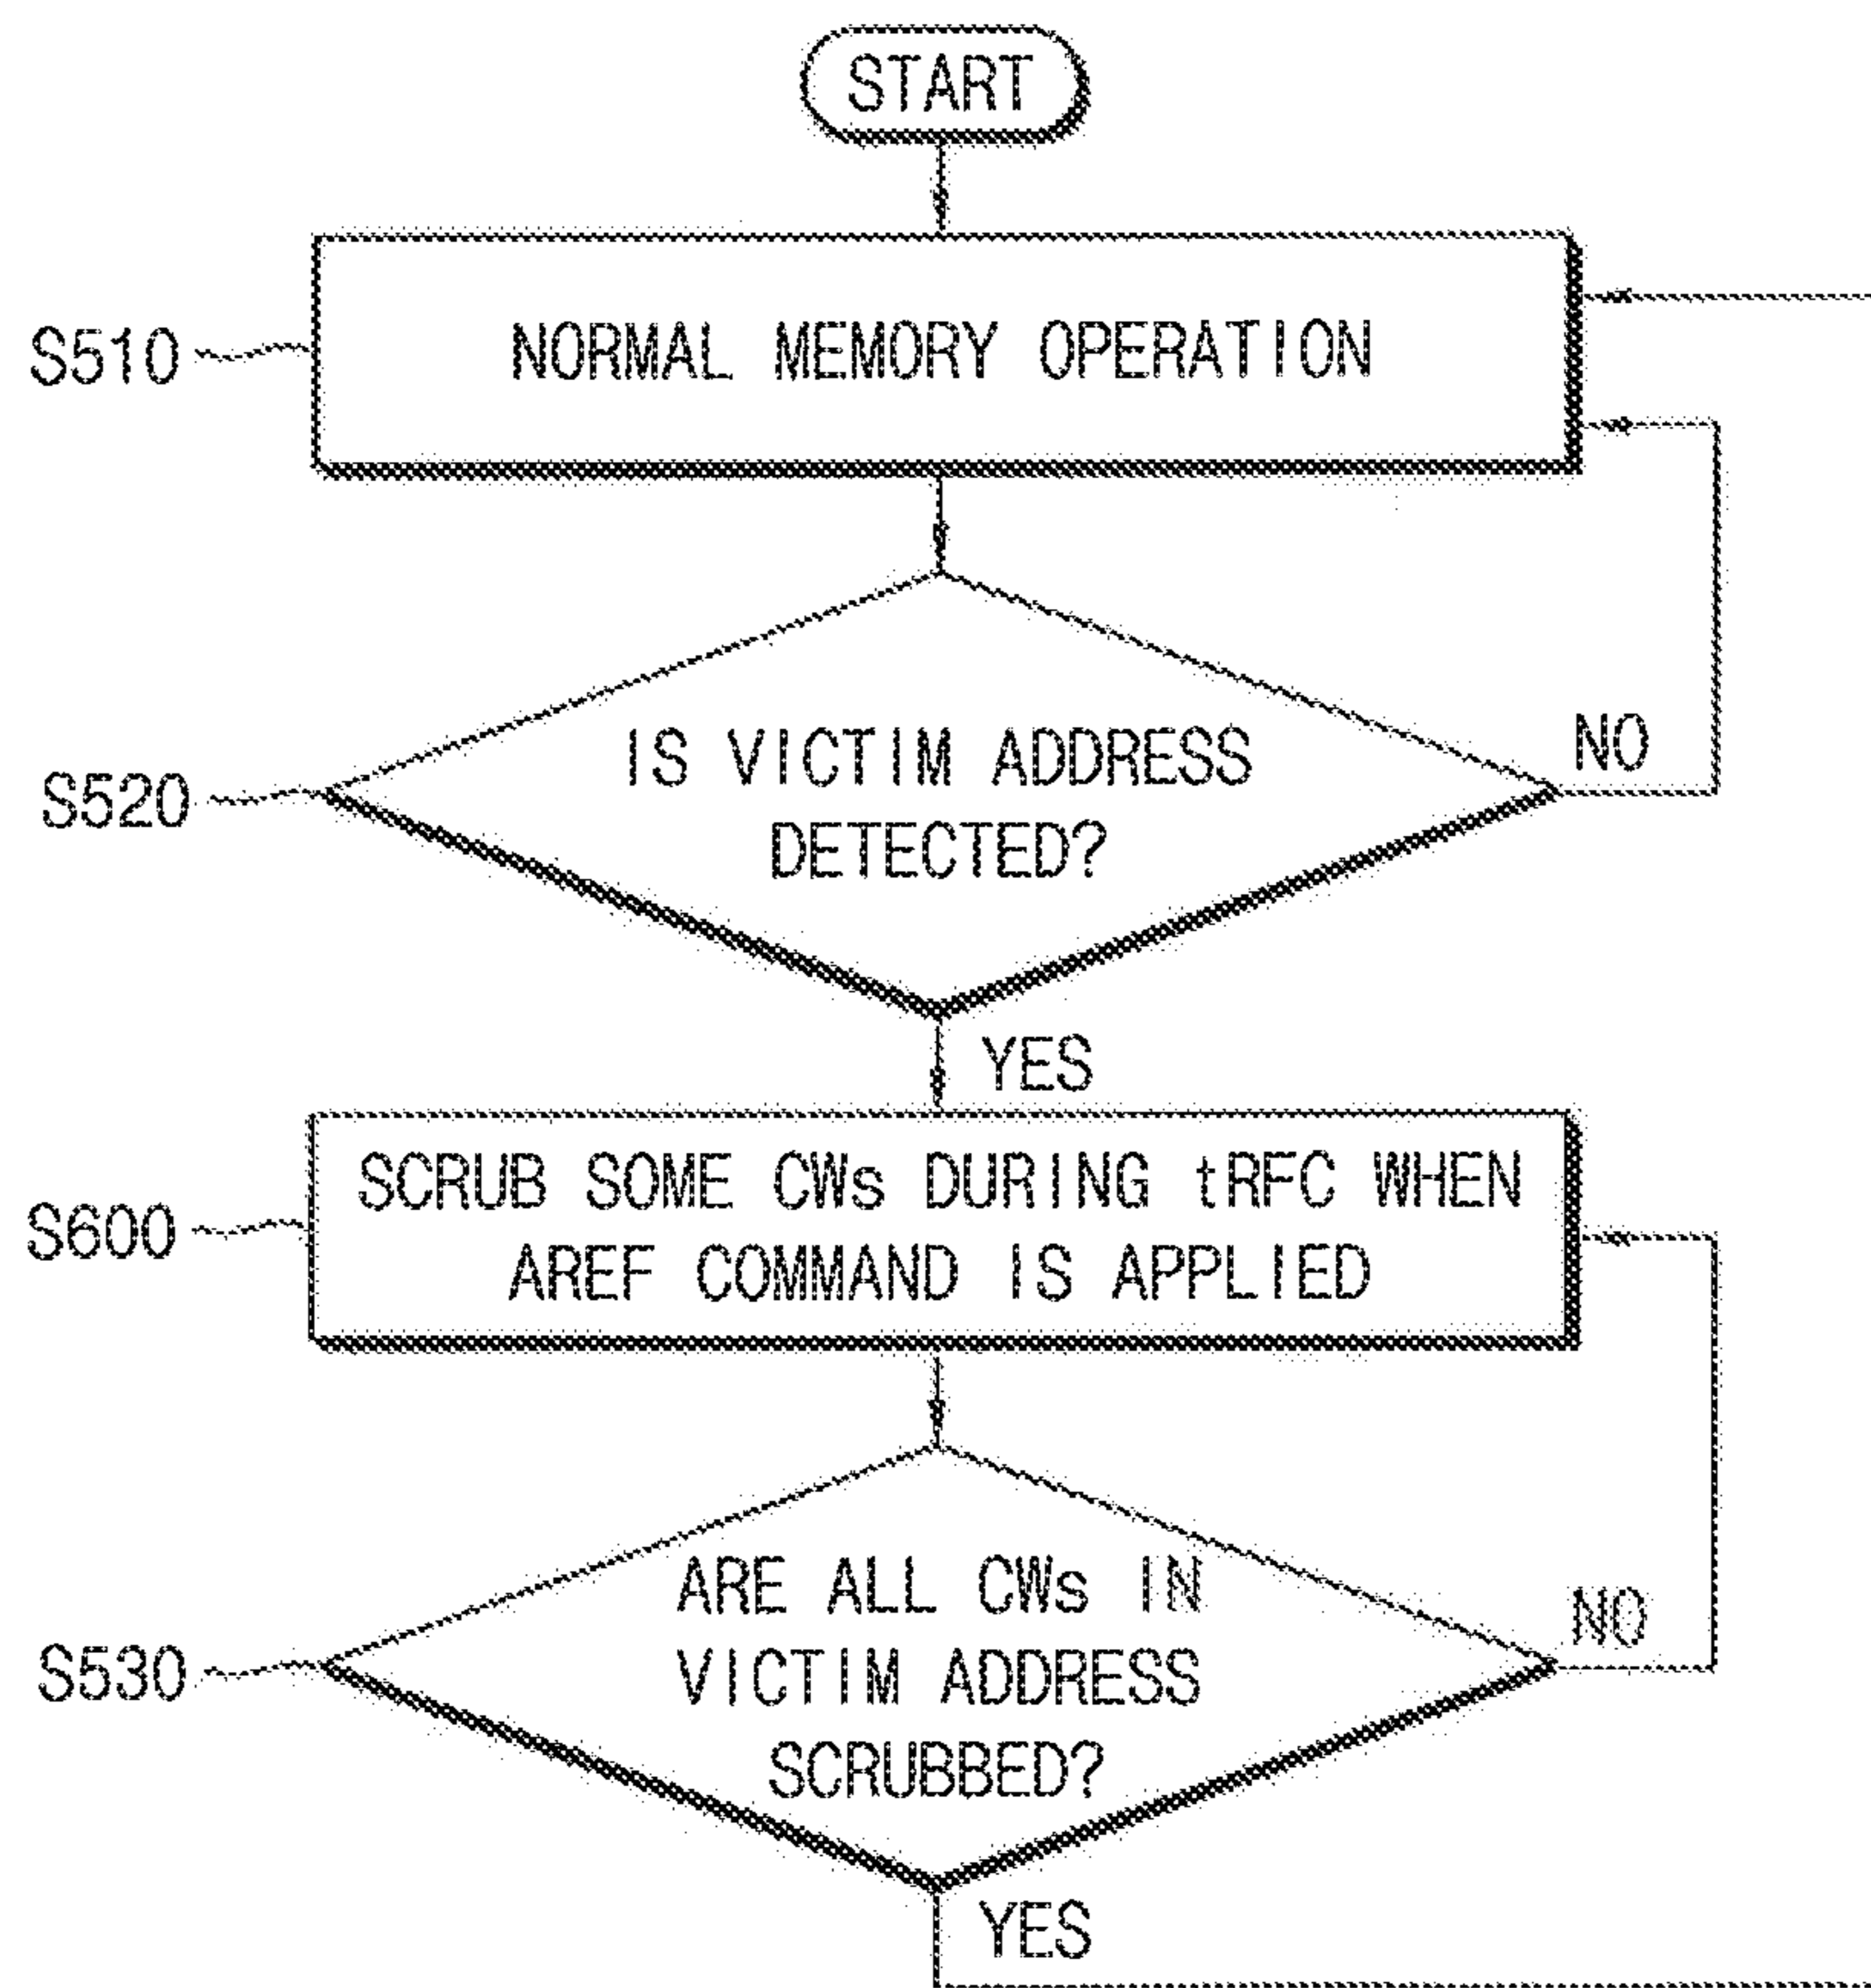 START
S510
NORMAL MEMORY OPERATION
S520
IS VICTIM ADDRESS
DETECTED?
NO
YES
S600
SCRUB SOME CWs DURING tRFC WHEN
AREF COMMAND IS APPLIED
S530
ARE ALL CWs IN
VICTIM ADDRESS
SCRUBBED?
NO
YES